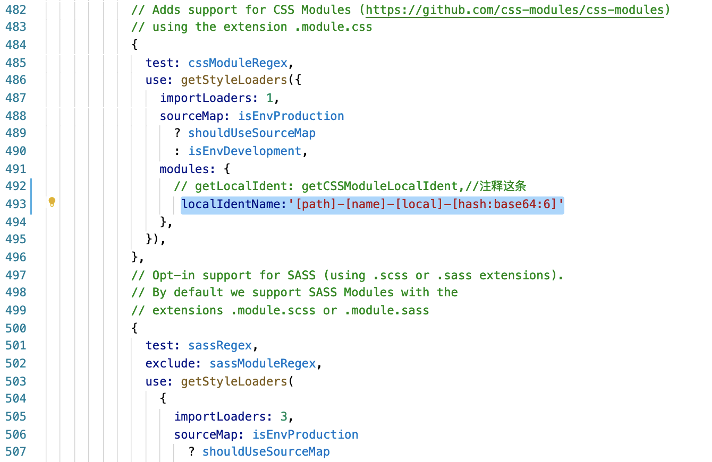 482 // Adds support for CSS Modules (https://github.com/css-modules/css-modules)
483 // using the extension .module.css
484 {
485 test: cssModuleRegex,
486 use: getStyleLoaders({
487 importLoaders: 1,
488 sourceMap: isEnvProduction
489 ? shouldUseSourceMap
490 : isEnvDevelopment,
491 modules: {
492 // getLocalIdent: getCSSModuleLocalIdent,//注释这条
493 localIdentName:'[path]-[name]-[local]-[hash:base64:6]'
494 },
495 }),
496 },
497 // Opt-in support for SASS (using .scss or .sass extensions).
498 // By default we support SASS Modules with the
499 // extensions .module.scss or .module.sass
500 {
501 test: sassRegex,
502 exclude: sassModuleRegex,
503 use: getStyleLoaders(
504 {
505 importLoaders: 3,
506 sourceMap: isEnvProduction
507 ? shouldUseSourceMap